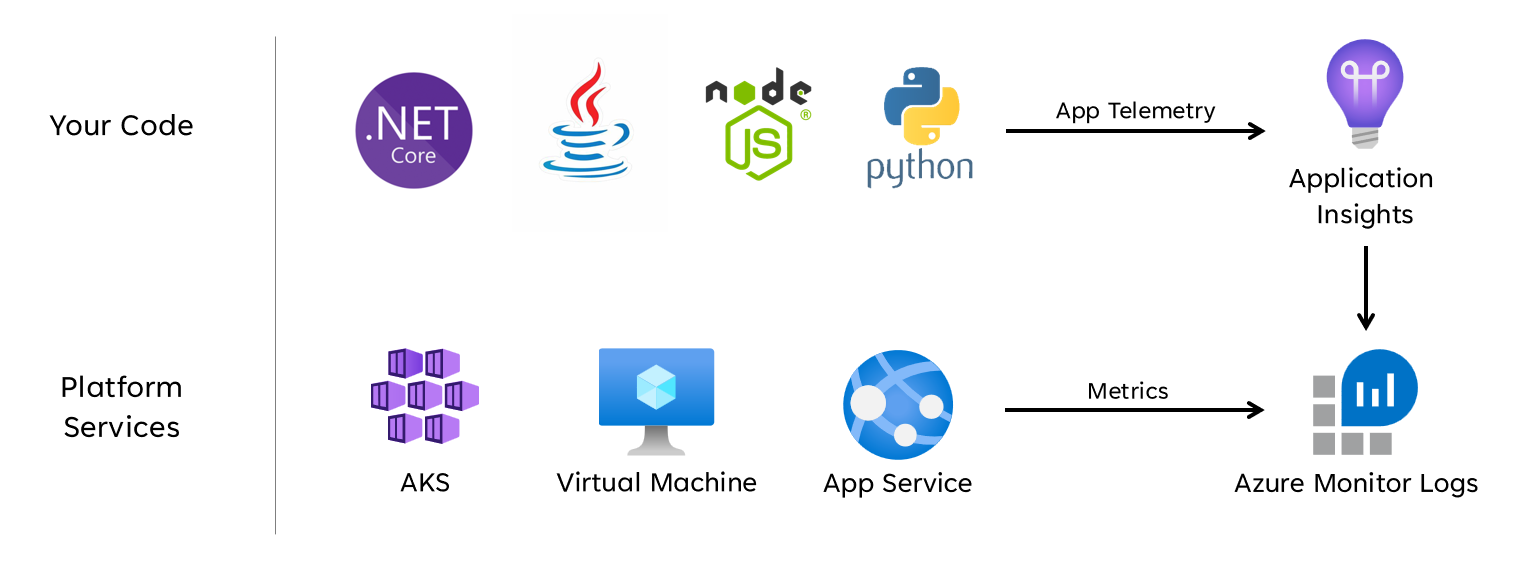 Your Code
.NET
Core
node
JS
®
python
App Telemetry
Application
Insights
Platform
Services
AKS
Virtual Machine
App Service
Metrics
Azure Monitor Logs